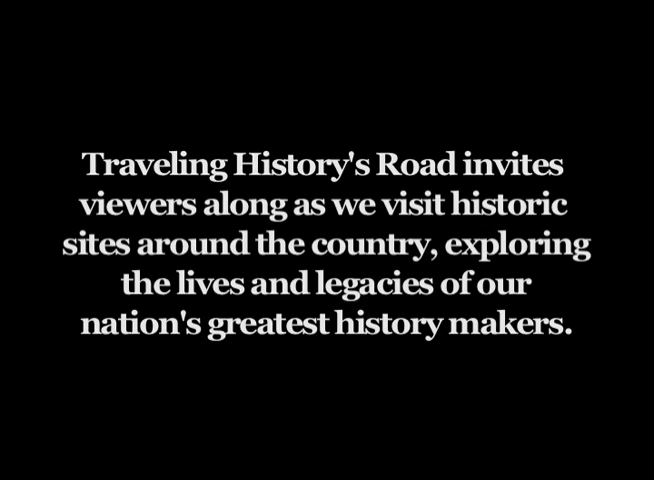 Traveling History's Road invites
viewers along as we visit historic
sites around the country, exploring
the lives and legacies of our
nation's greatest history makers.